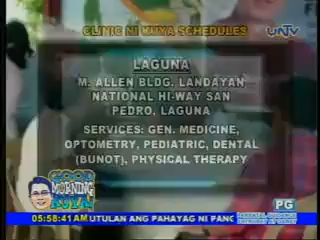 CLINIC NI KUYA SCHEDULES
UNTV
LAGUNA
M. ALLEN BLDG. LANDAYAN
NATIONAL HI-WAY SAN
PEDRO, LAGUNA
SERVICES: GEN. MEDICINE,
OPTOMETRY, PEDIATRIC, DENTAL
(BUNOT), PHYSICAL THERAPY
GOOD
MORNING
KUYA!
PG
05:58:41 AM
UTULAN ANG PAHAYAG NI PANG